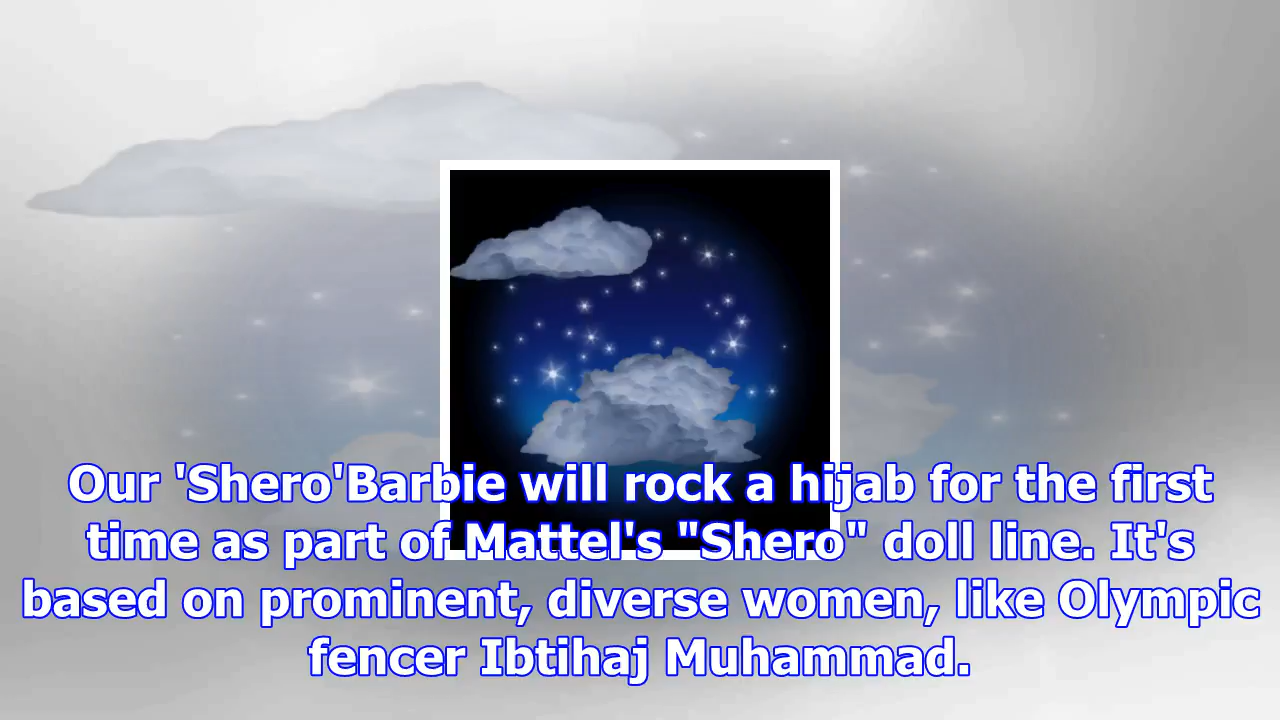 Our 'Shero'Barbie will rock a hijab for the first
time as part of Mattel's "Shero" doll line. It's
based on prominent, diverse women, like Olympic
fencer Ibtihaj Muhammad.